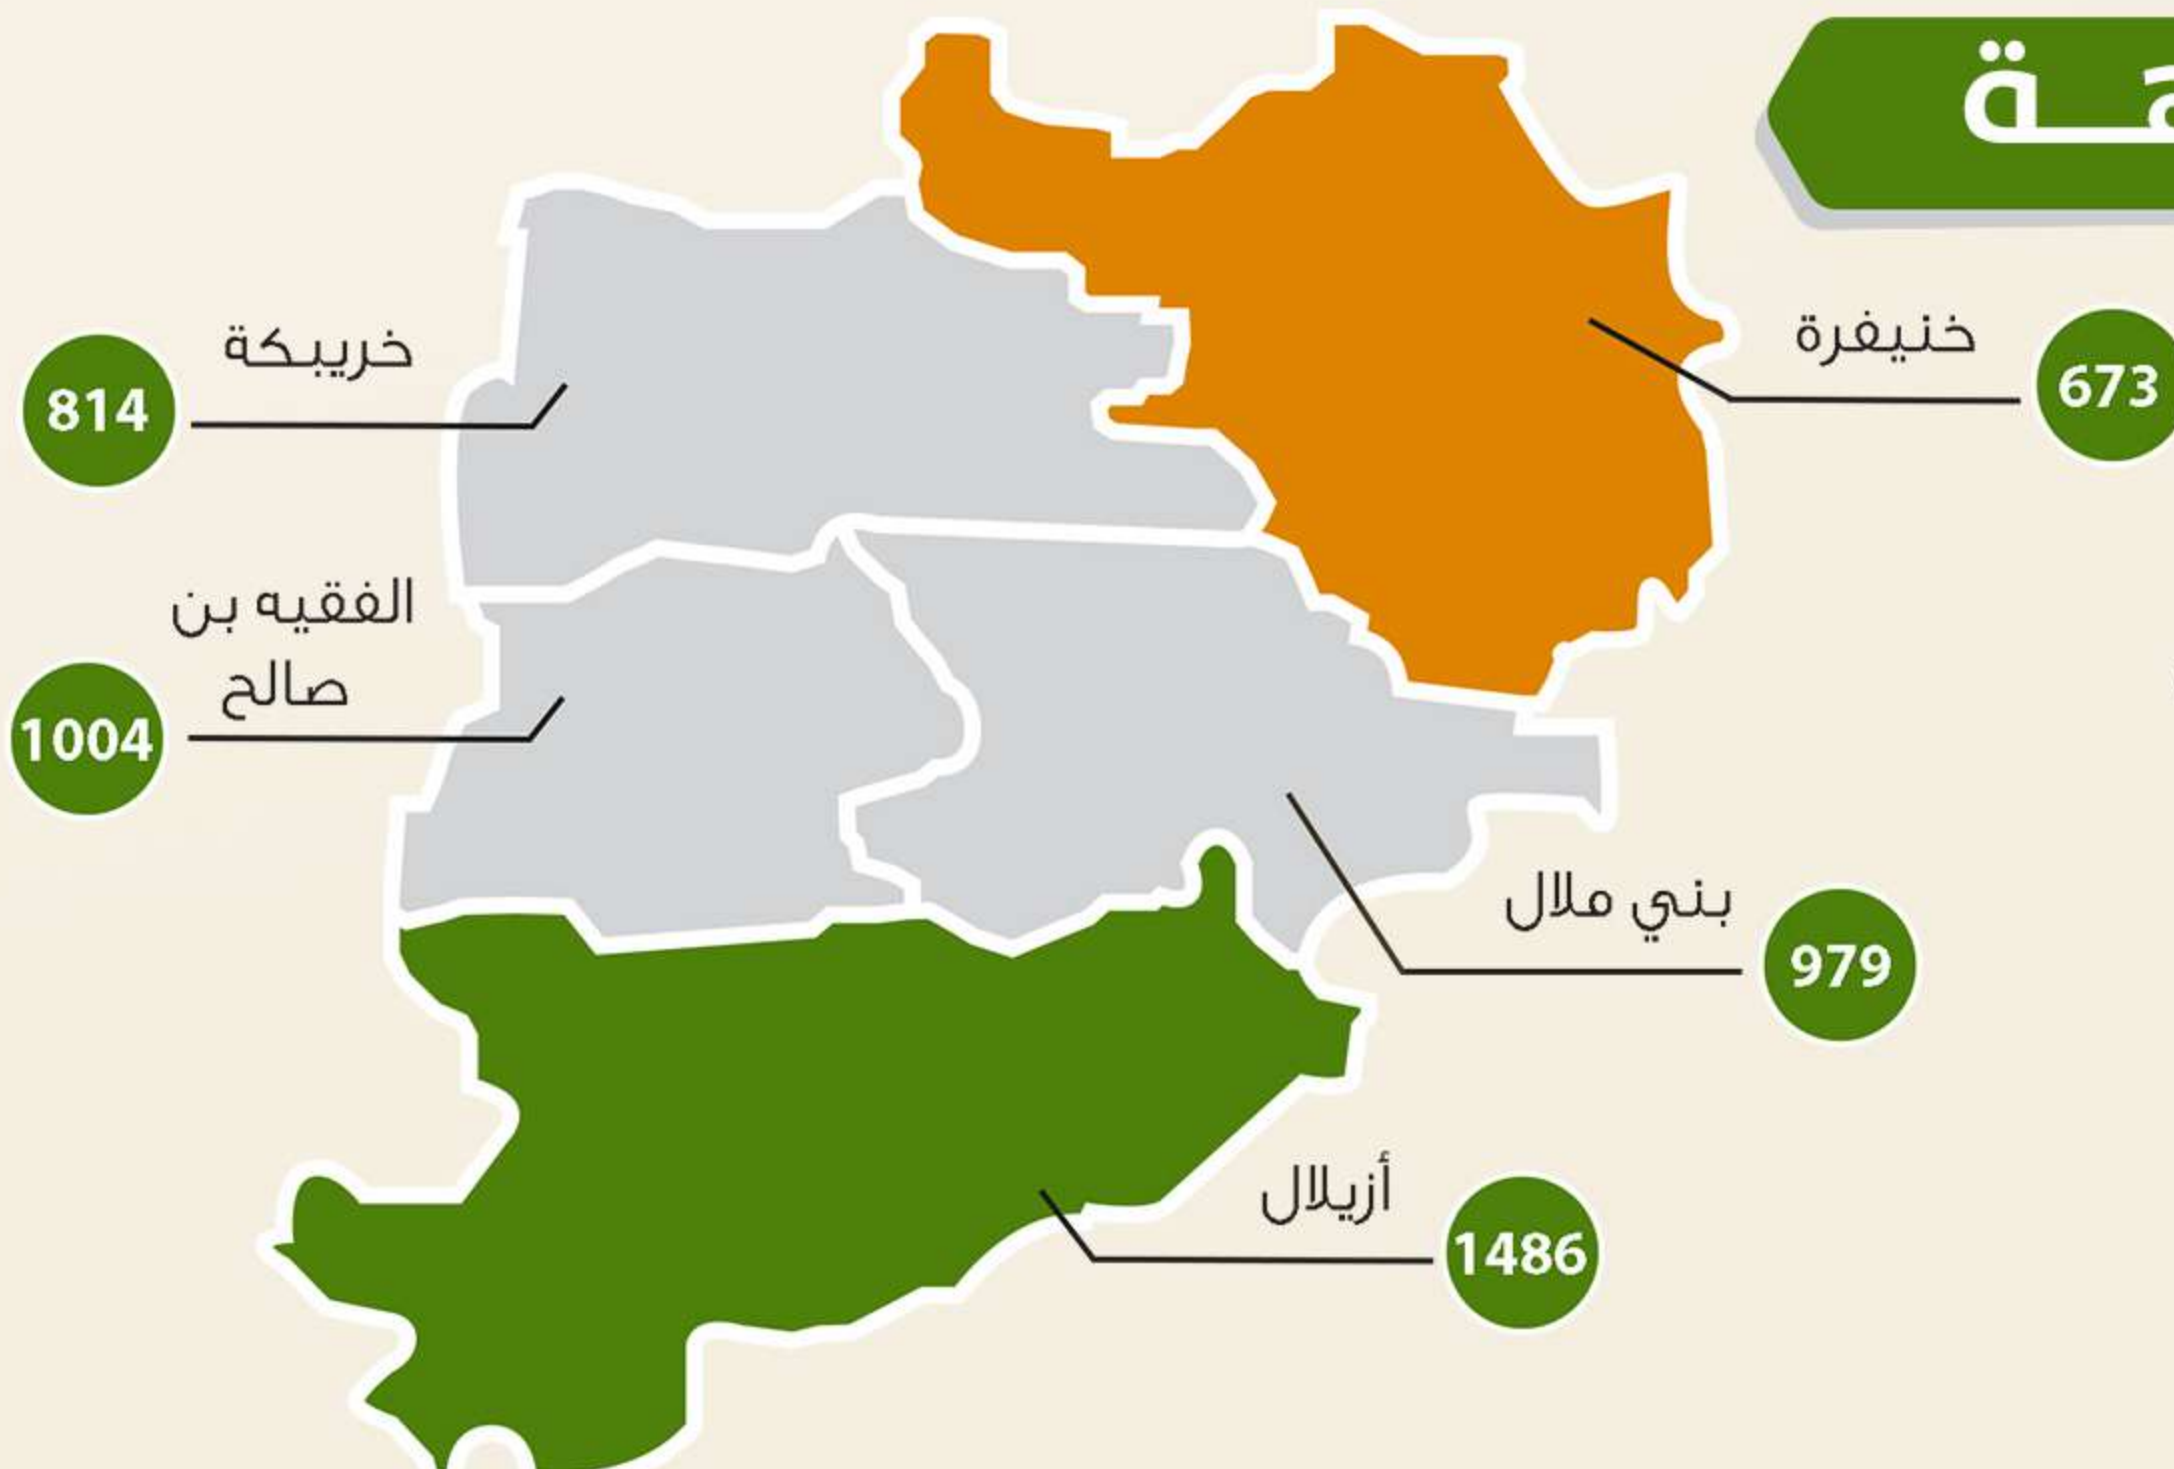 خنيفرة
673
خريبكة
814
الفقيه بن
صالح
1004
بني ملال
979
أزيلال
1486